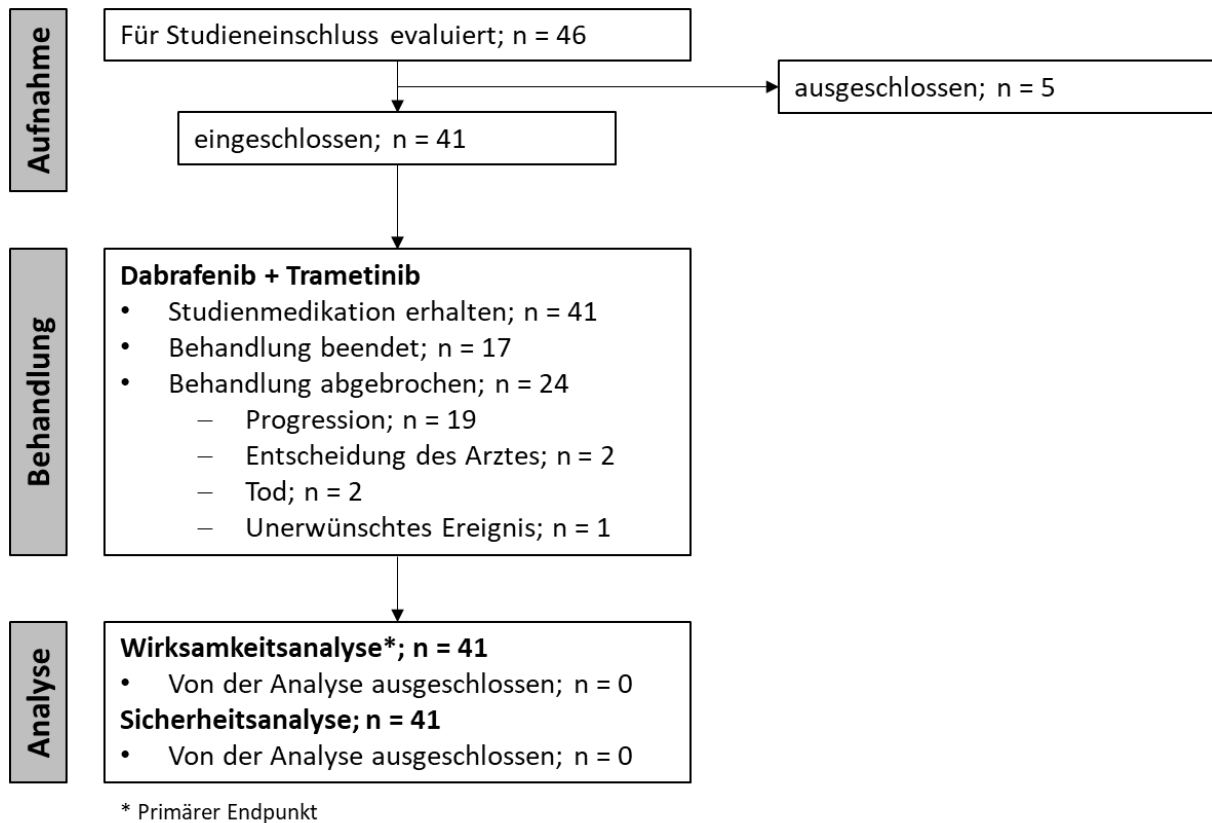 Aufnahme
Für Studieneinschluss evaluiert; n = 46
ausgeschlossen; n = 5
eingeschlossen; n = 41
Behandlung
Dabrafenib + Trametinib
• Studienmedikation erhalten; n = 41
• Behandlung beendet; n = 17
• Behandlung abgebrochen; n = 24
– Progression; n = 19
– Entscheidung des Arztes; n = 2
– Tod; n = 2
– Unerwünschtes Ereignis; n = 1
Analyse
Wirksamkeitsanalyse*; n = 41
• Von der Analyse ausgeschlossen; n = 0
Sicherheitsanalyse; n = 41
• Von der Analyse ausgeschlossen; n = 0
* Primärer Endpunkt